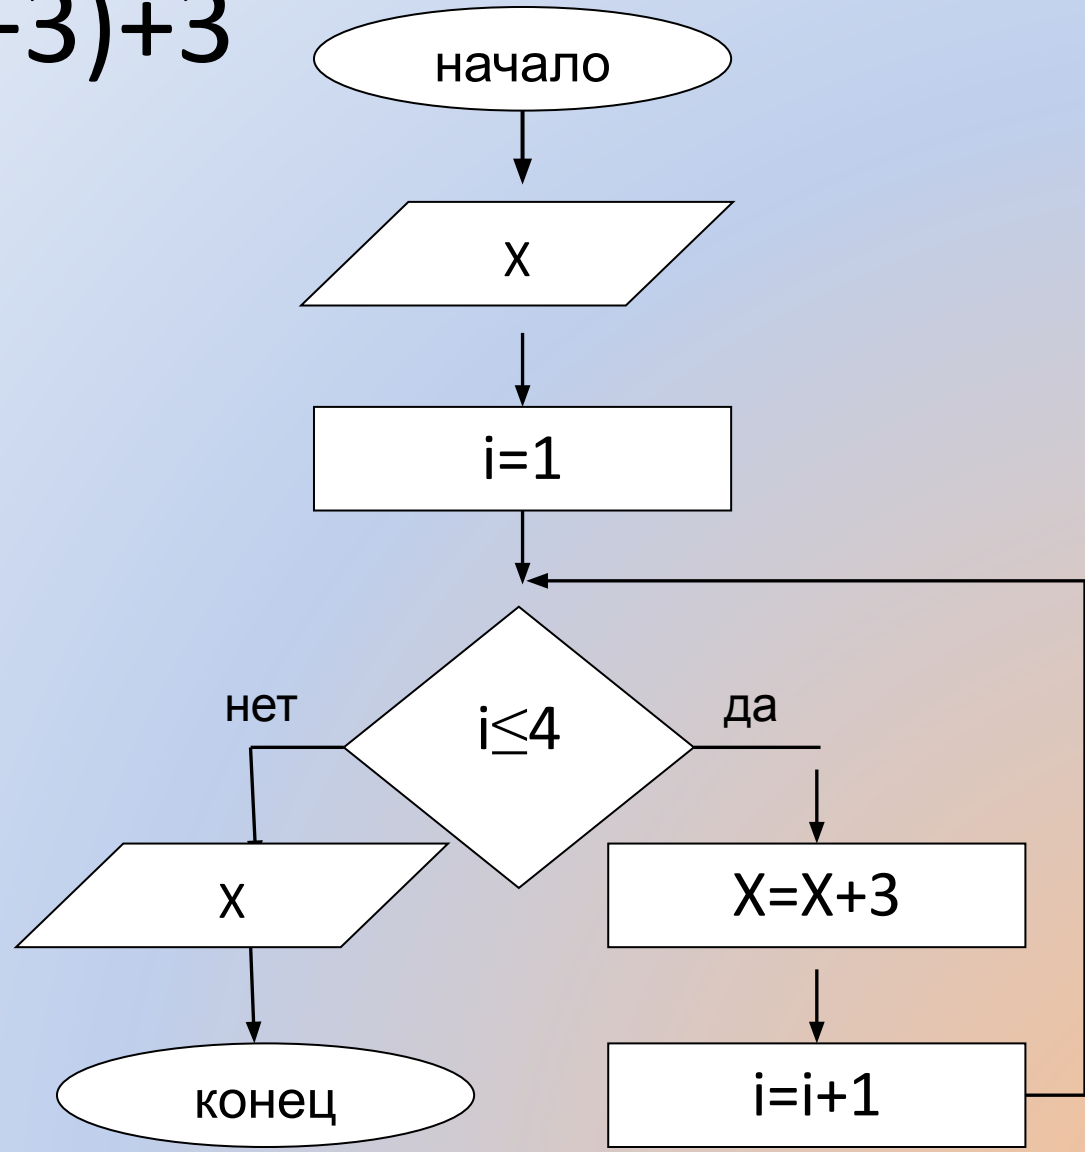 +3)+3
начало
X
i=1
нет
i≤4
да
X
X=X+3
конец
i=i+1